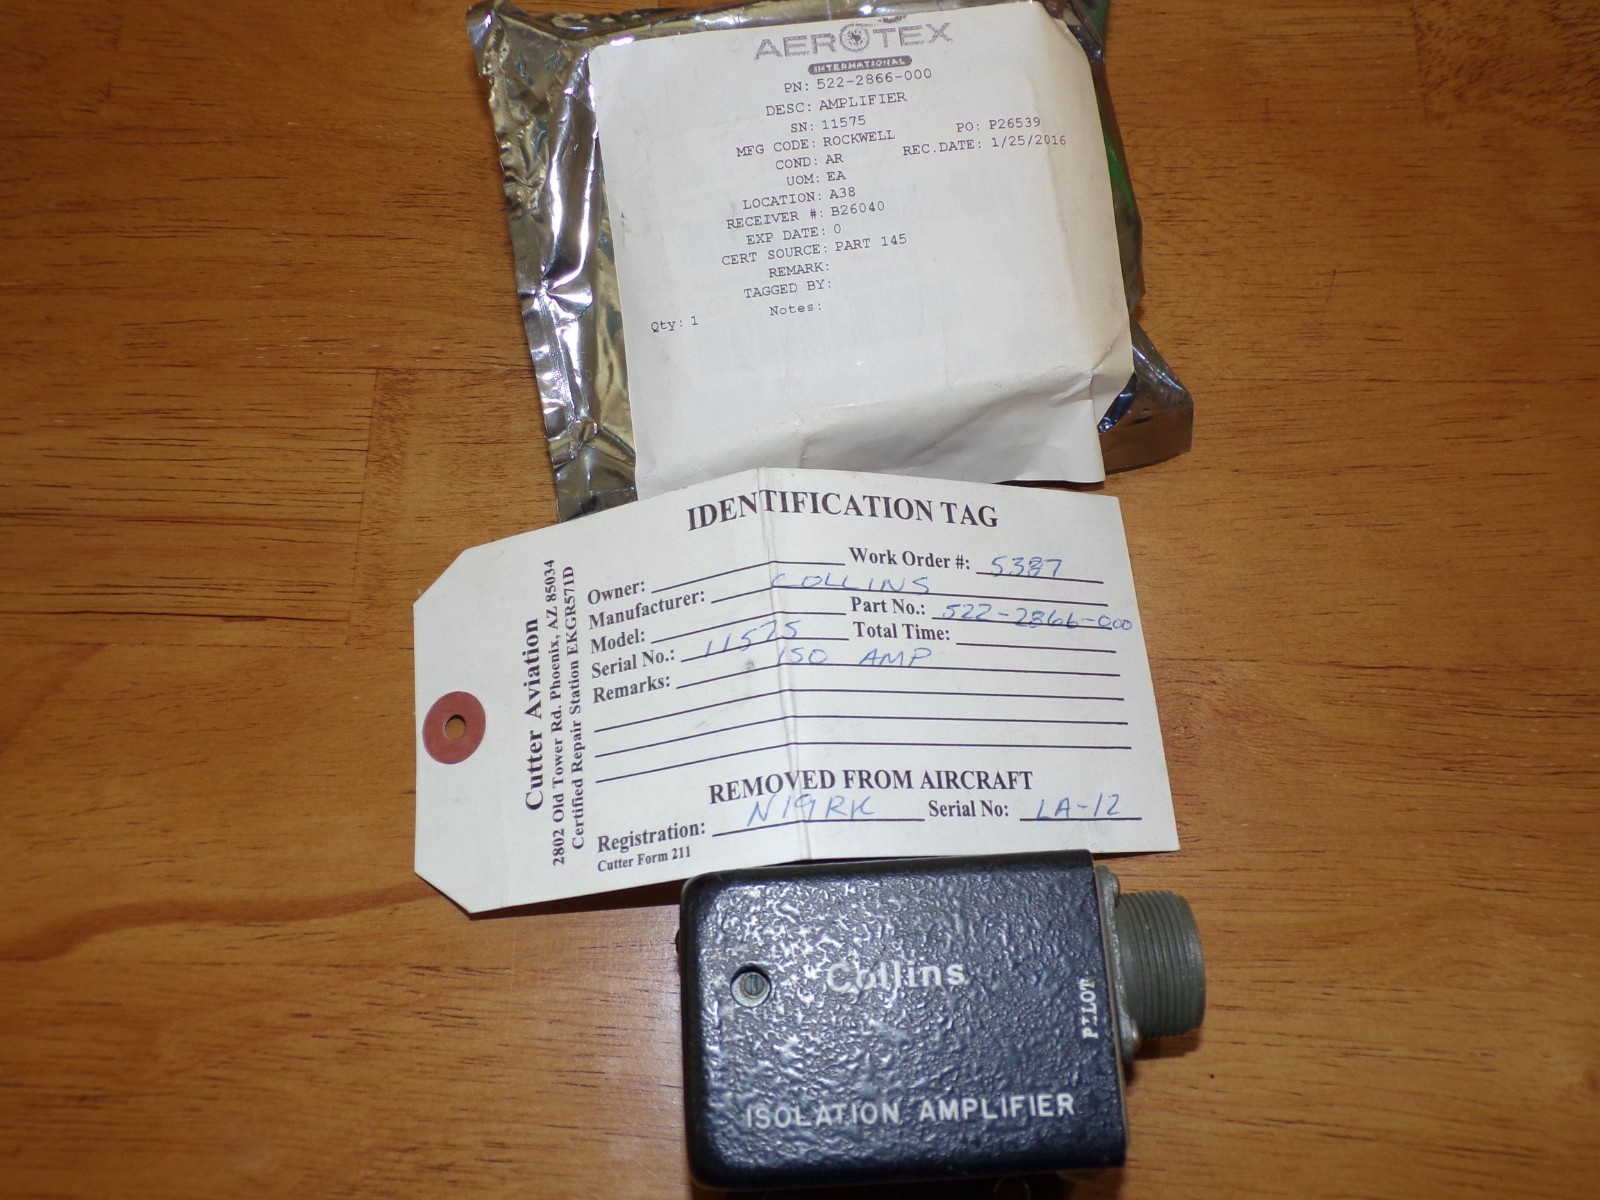 AEROTEX
INTERNATIONAL
PN: 522-2866-000
DESC: AMPLIFIER
SN: 11575
MFG CODE: ROCKWELL PO: P26539
COND: AR REC.DATE: 1/25/2016
UOM: EA
LOCATION: A38
RECEIVER #: B26040
EXP DATE: 0
CERT SOURCE: PART 145
REMARK:
TAGGED BY:
Qty: 1 Notes:
IDENTIFICATION TAG
Cutter Aviation
2802 Old Tower Rd. Phoenix, AZ 85034
Certified Repair Station EKGR571D
Owner: Work Order #: 5387
Manufacturer: COLLINS
Model: Part No.: 522-2866-000
Serial No.: 11575 Total Time:
Remarks: ISO AMP
REMOVED FROM AIRCRAFT
Registration: N19RK Serial No: LA-12
Cutter Form 211
Collins
PILOT
ISOLATION AMPLIFIER